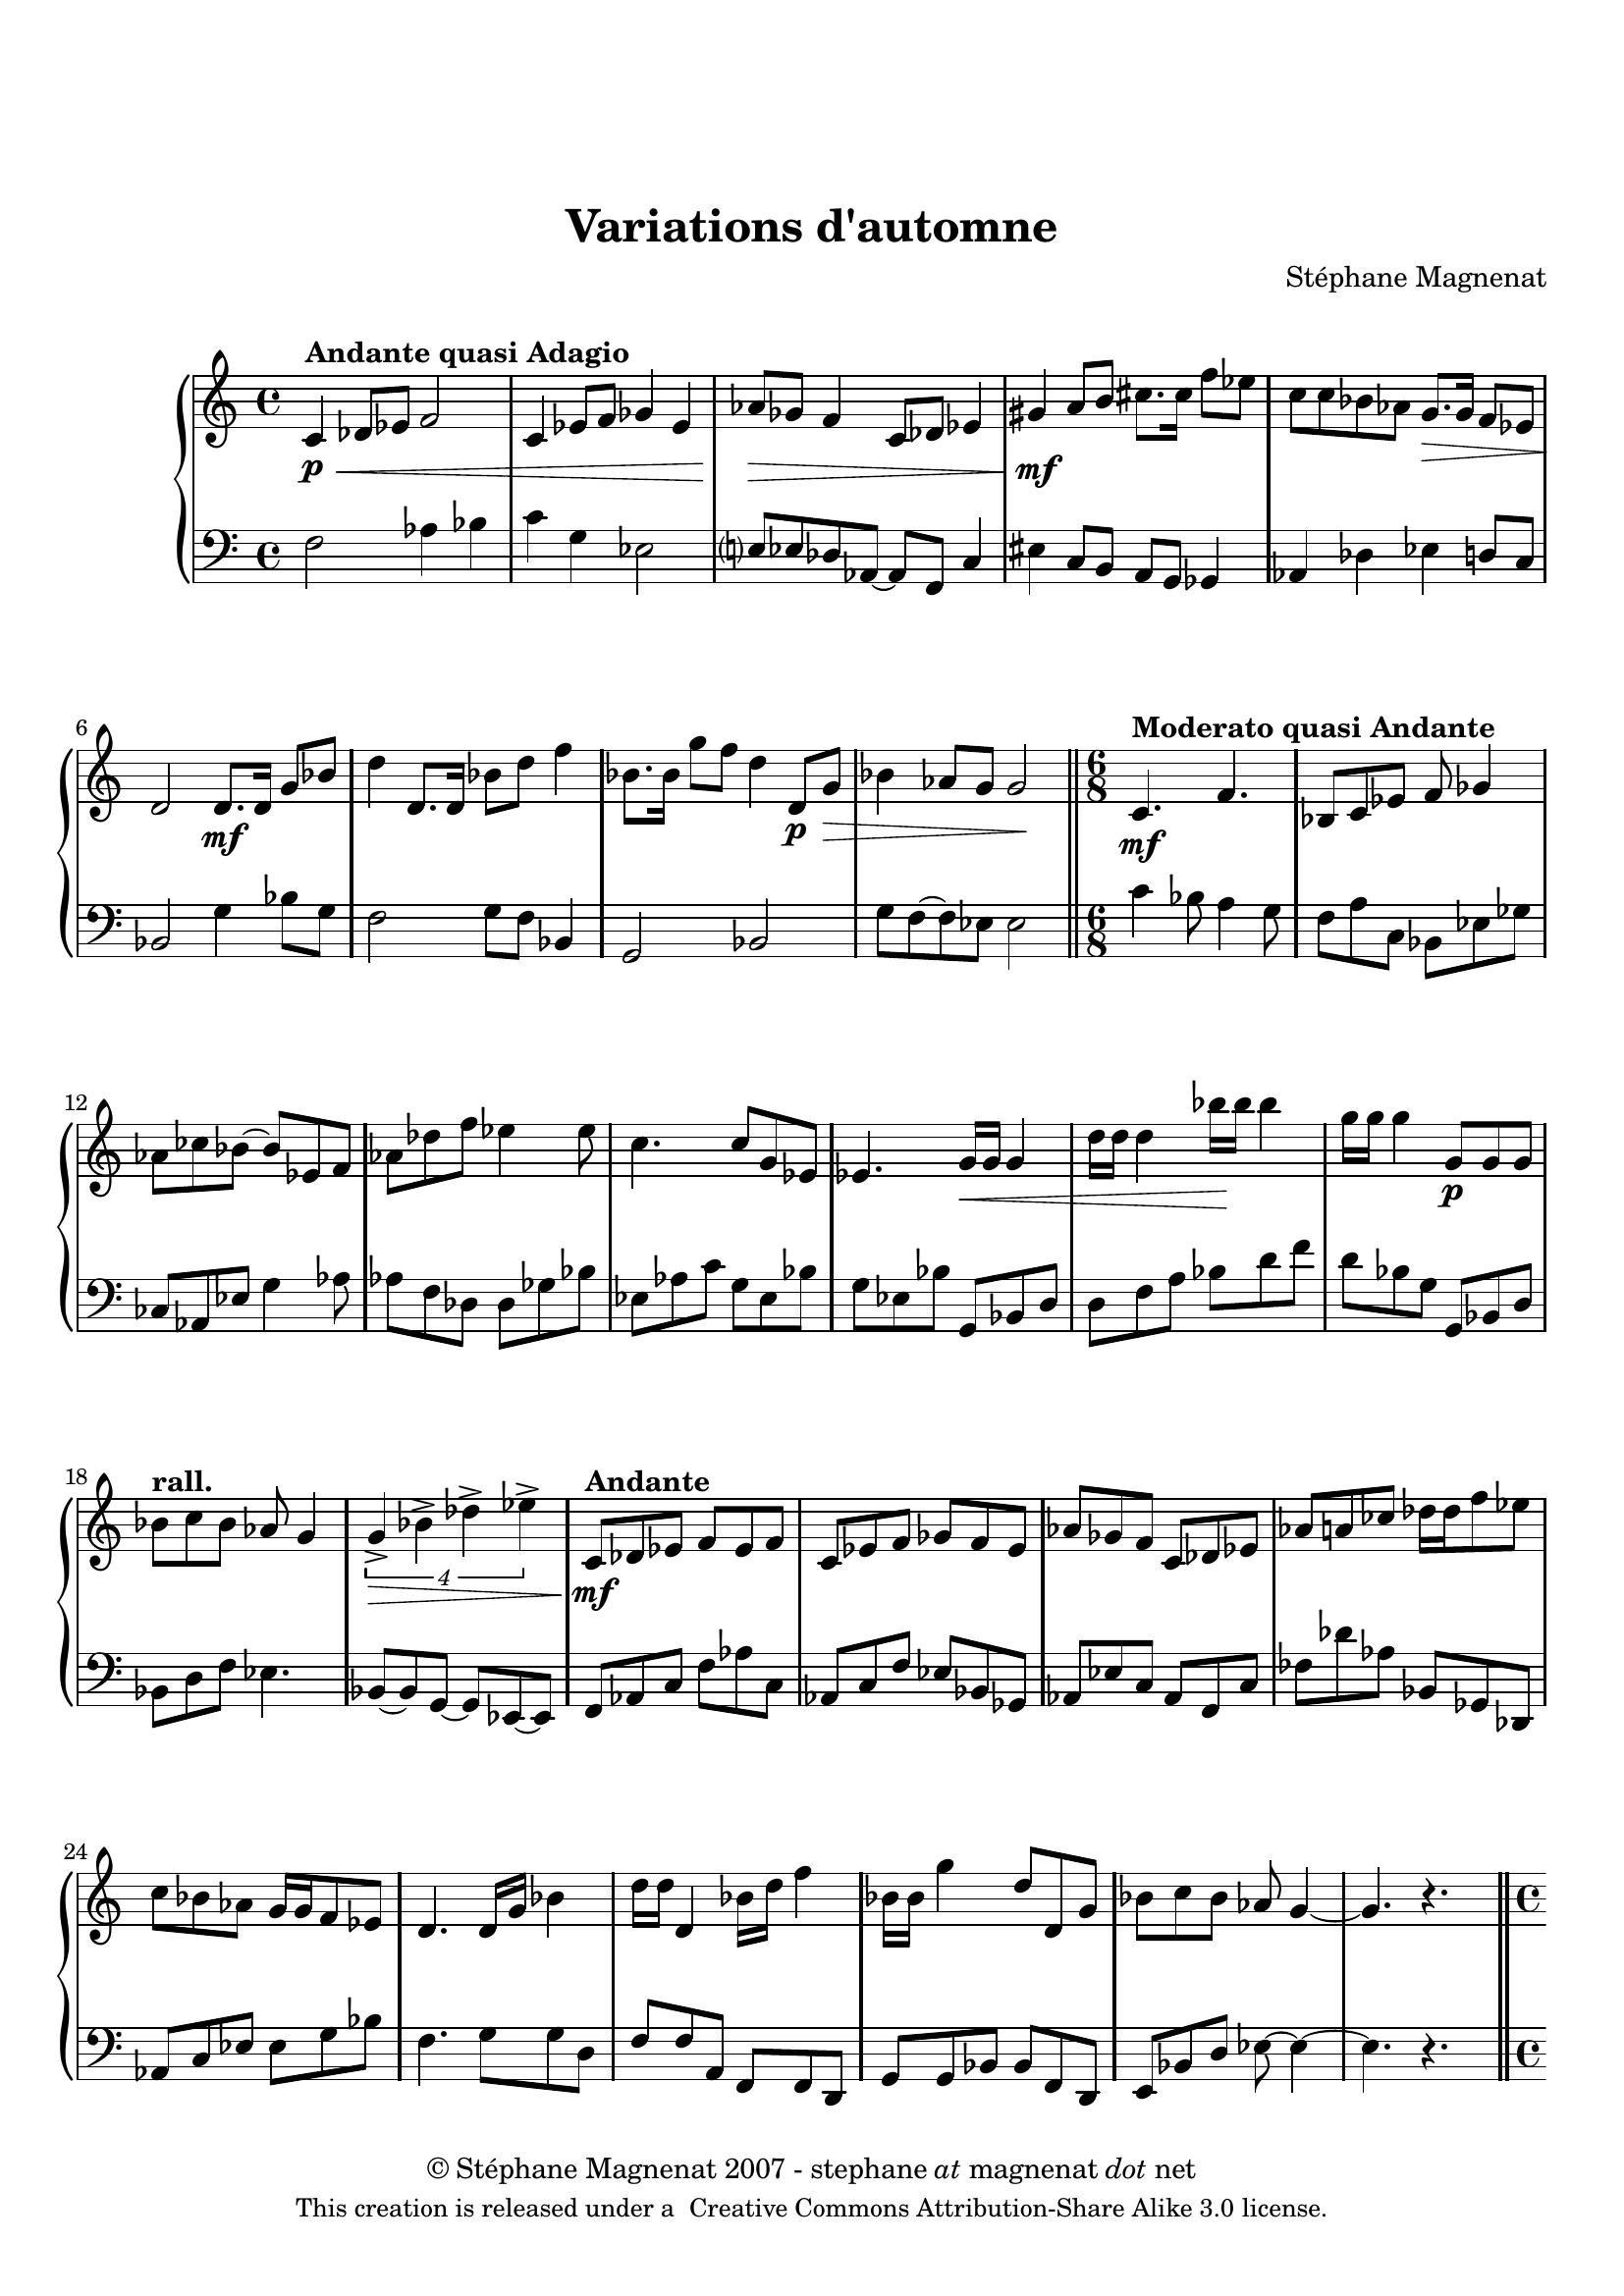 Variations d'automne
Stéphane Magnenat
Andante quasi Adagio
p
mf
6
Moderato quasi Andante
6
8
mf
p
mf
6
8
12
p
18
rall.
Andante
4
mf
24
© Stéphane Magnenat 2007 - stephane at magnenat dot net
This creation is released under a  Creative Commons Attribution-Share Alike 3.0 license.